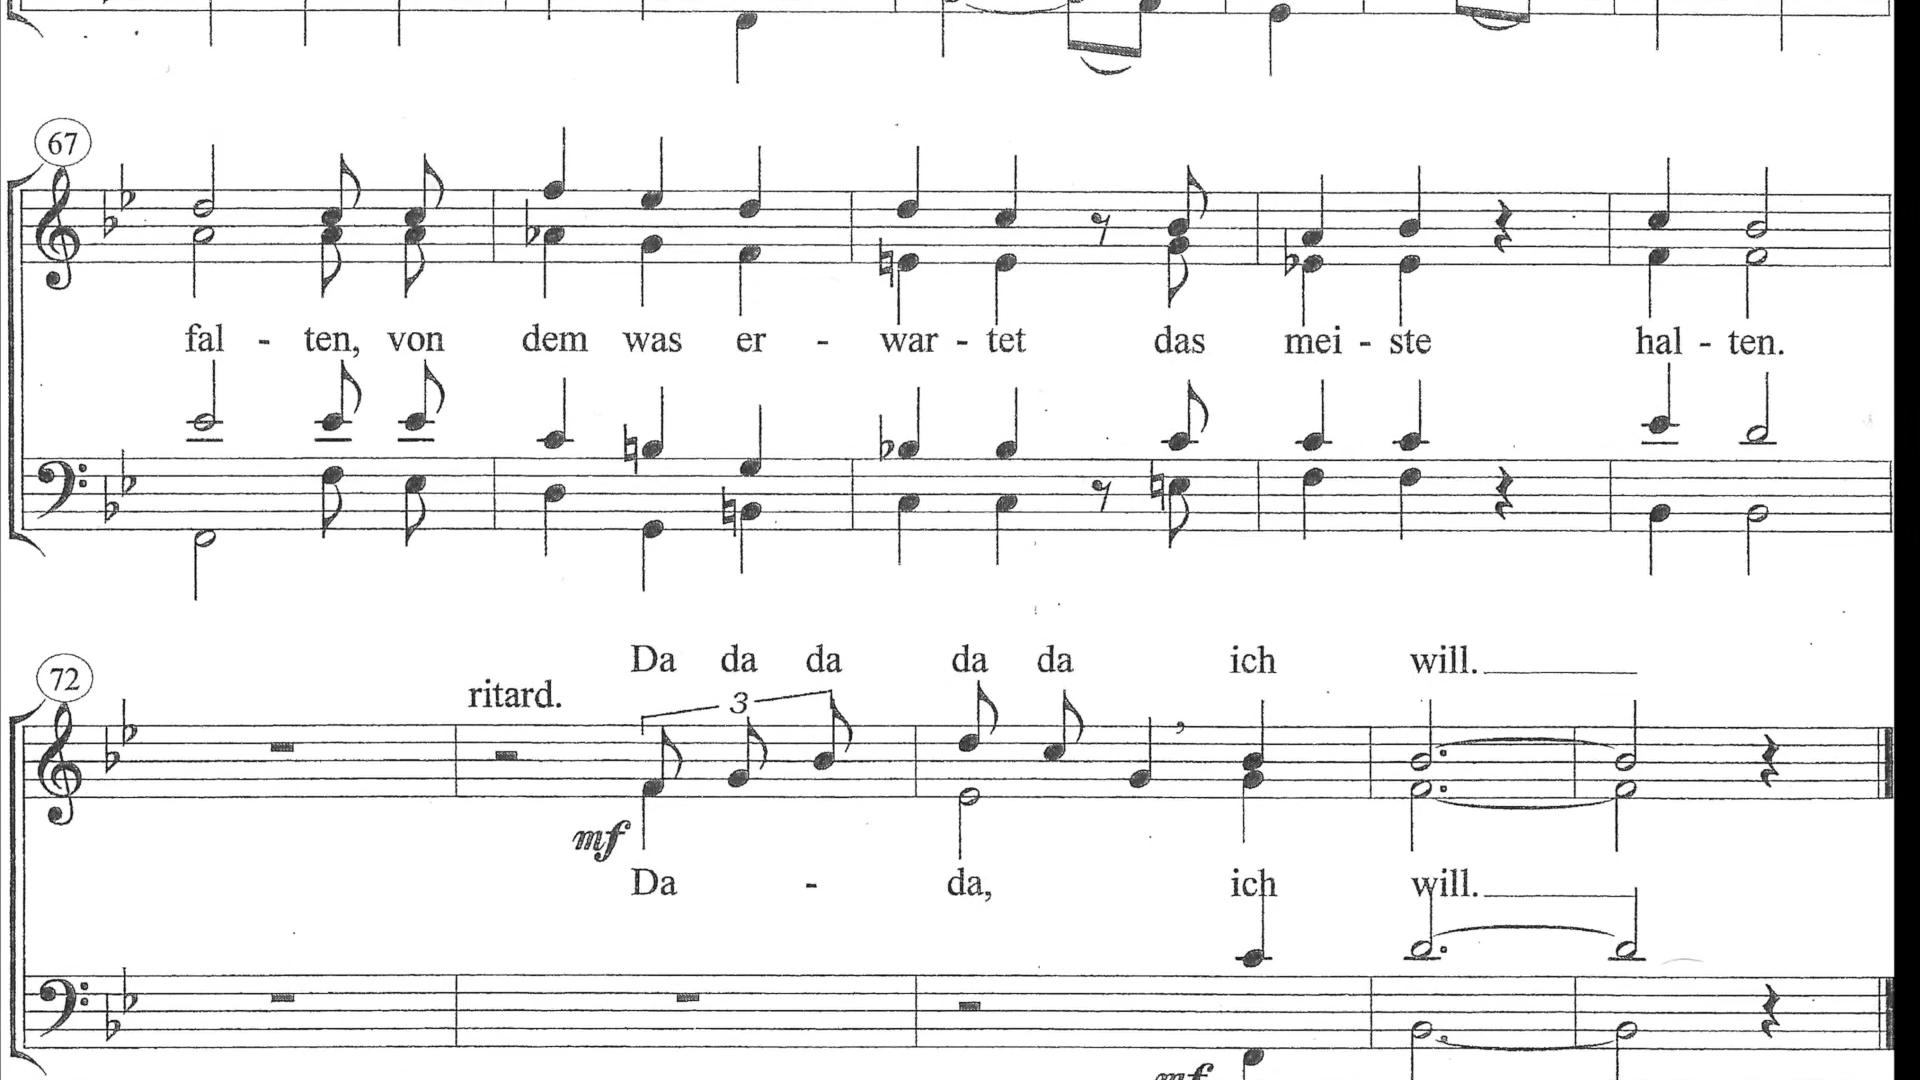 67
fal - ten, von dem was er - war - tet das mei - ste hal - ten.
72
Da da da da da ich will.
ritard.
3
mf
Da - da, ich will.
mf